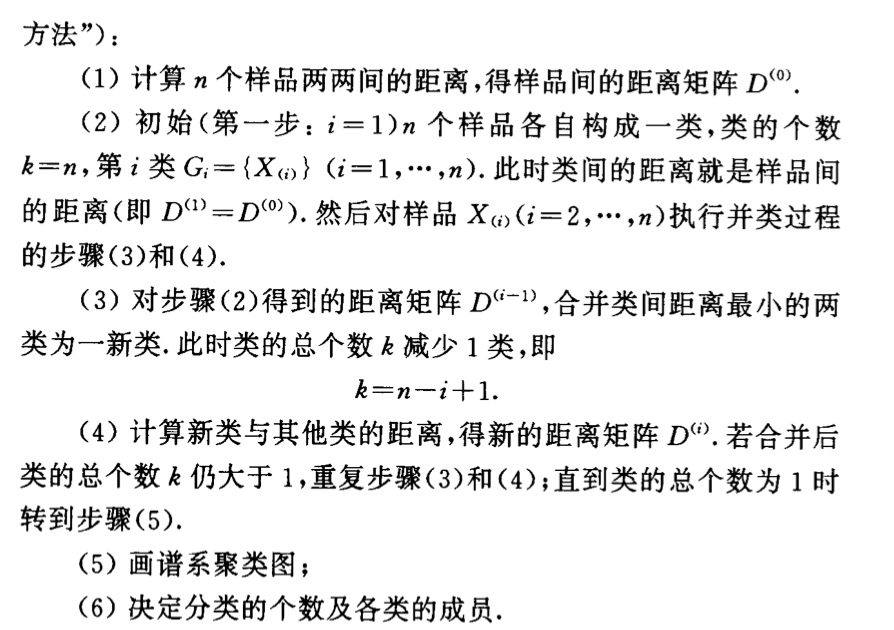 方法”):
(1) 计算 n 个样品两两间的距离,得样品间的距离矩阵 D⁽⁰⁾.
(2) 初始(第一步: i=1)n 个样品各自构成一类,类的个数
k=n,第 i 类 Gᵢ={X₍ᵢ₎} (i=1,…,n). 此时类间的距离就是样品间
的距离(即 D⁽¹⁾=D⁽⁰⁾). 然后对样品 X₍ᵢ₎(i=2,…,n)执行并类过程
的步骤(3)和(4).
(3) 对步骤(2)得到的距离矩阵 D⁽ⁱ⁻¹⁾,合并类间距离最小的两
类为一新类. 此时类的总个数 k 减少 1 类,即
k=n-i+1.
(4) 计算新类与其他类的距离,得新的距离矩阵 D⁽ⁱ⁾. 若合并后
类的总个数 k 仍大于 1,重复步骤(3)和(4);直到类的总个数为 1 时
转到步骤(5).
(5) 画谱系聚类图;
(6) 决定分类的个数及各类的成员.